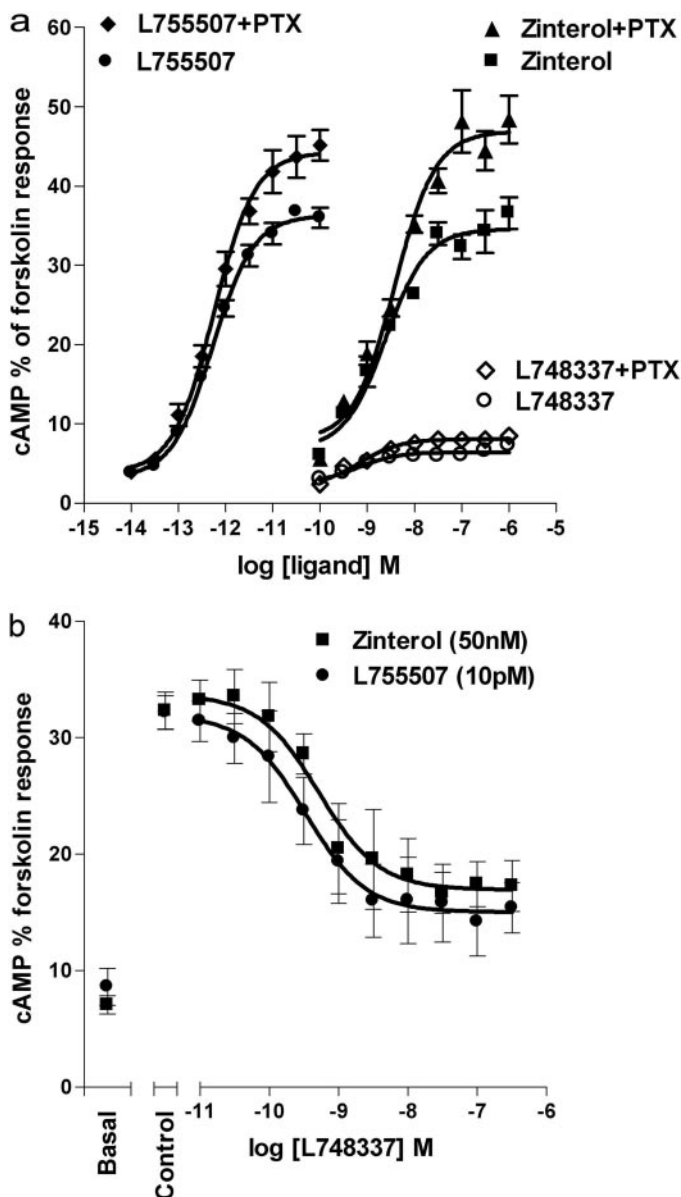 a
L755507+PTX
L755507
Zinterol+PTX
Zinterol
60
50
40
30
20
10
0
cAMP % of forskolin response
L748337+PTX
L748337
-15 -14 -13 -12 -11 -10 -9 -8 -7 -6 -5
log [ligand] M
b
Zinterol (50nM)
L755507 (10pM)
40
30
20
10
0
cAMP % forskolin response
Basal
Control
-11 -10 -9 -8 -7 -6
log [L748337] M